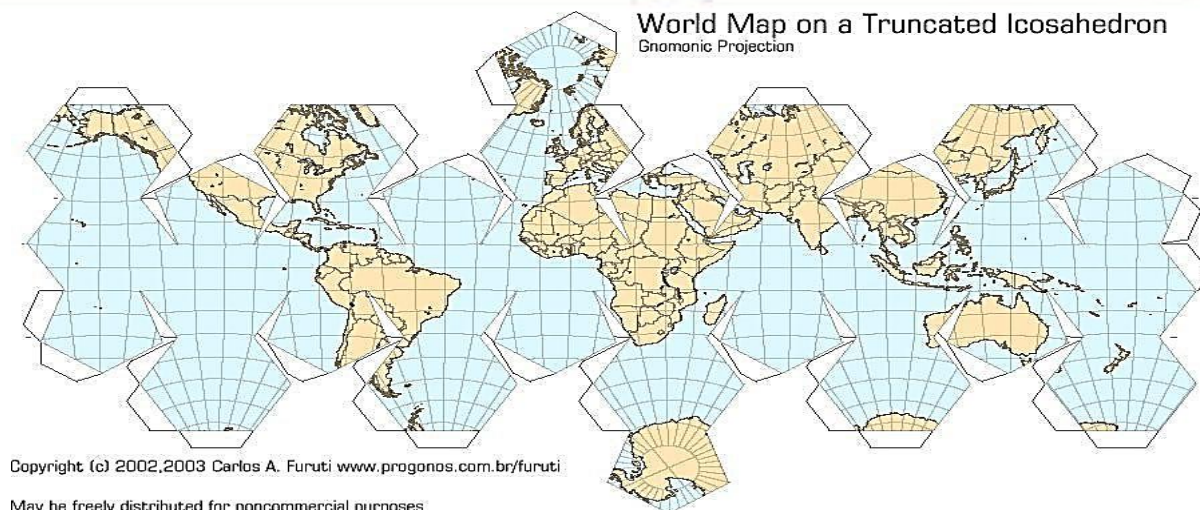 World Map on a Truncated Icosahedron
Gnomonic Projection
Copyright (c) 2002,2003 Carlos A. Furuti www.progonos.com.br/furuti
May be freely distributed for noncommercial purposes